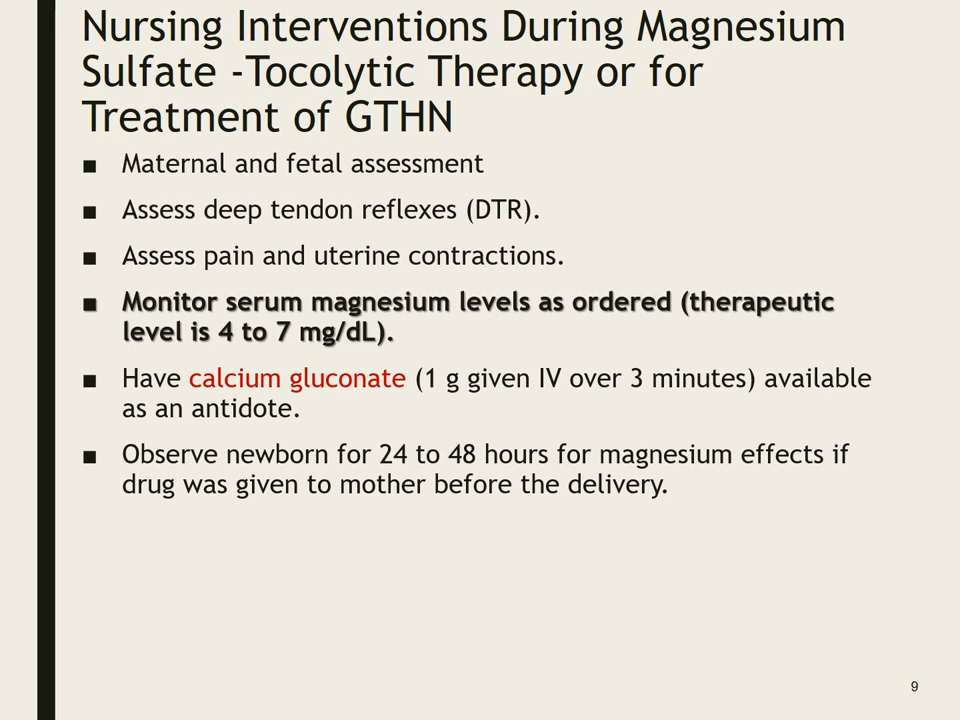 Nursing Interventions During Magnesium
Sulfate -Tocolytic Therapy or for
Treatment of GTHN
■ Maternal and fetal assessment
■ Assess deep tendon reflexes (DTR).
■ Assess pain and uterine contractions.
■ Monitor serum magnesium levels as ordered (therapeutic
level is 4 to 7 mg/dL).
■ Have calcium gluconate (1 g given IV over 3 minutes) available
as an antidote.
■ Observe newborn for 24 to 48 hours for magnesium effects if
drug was given to mother before the delivery.
9